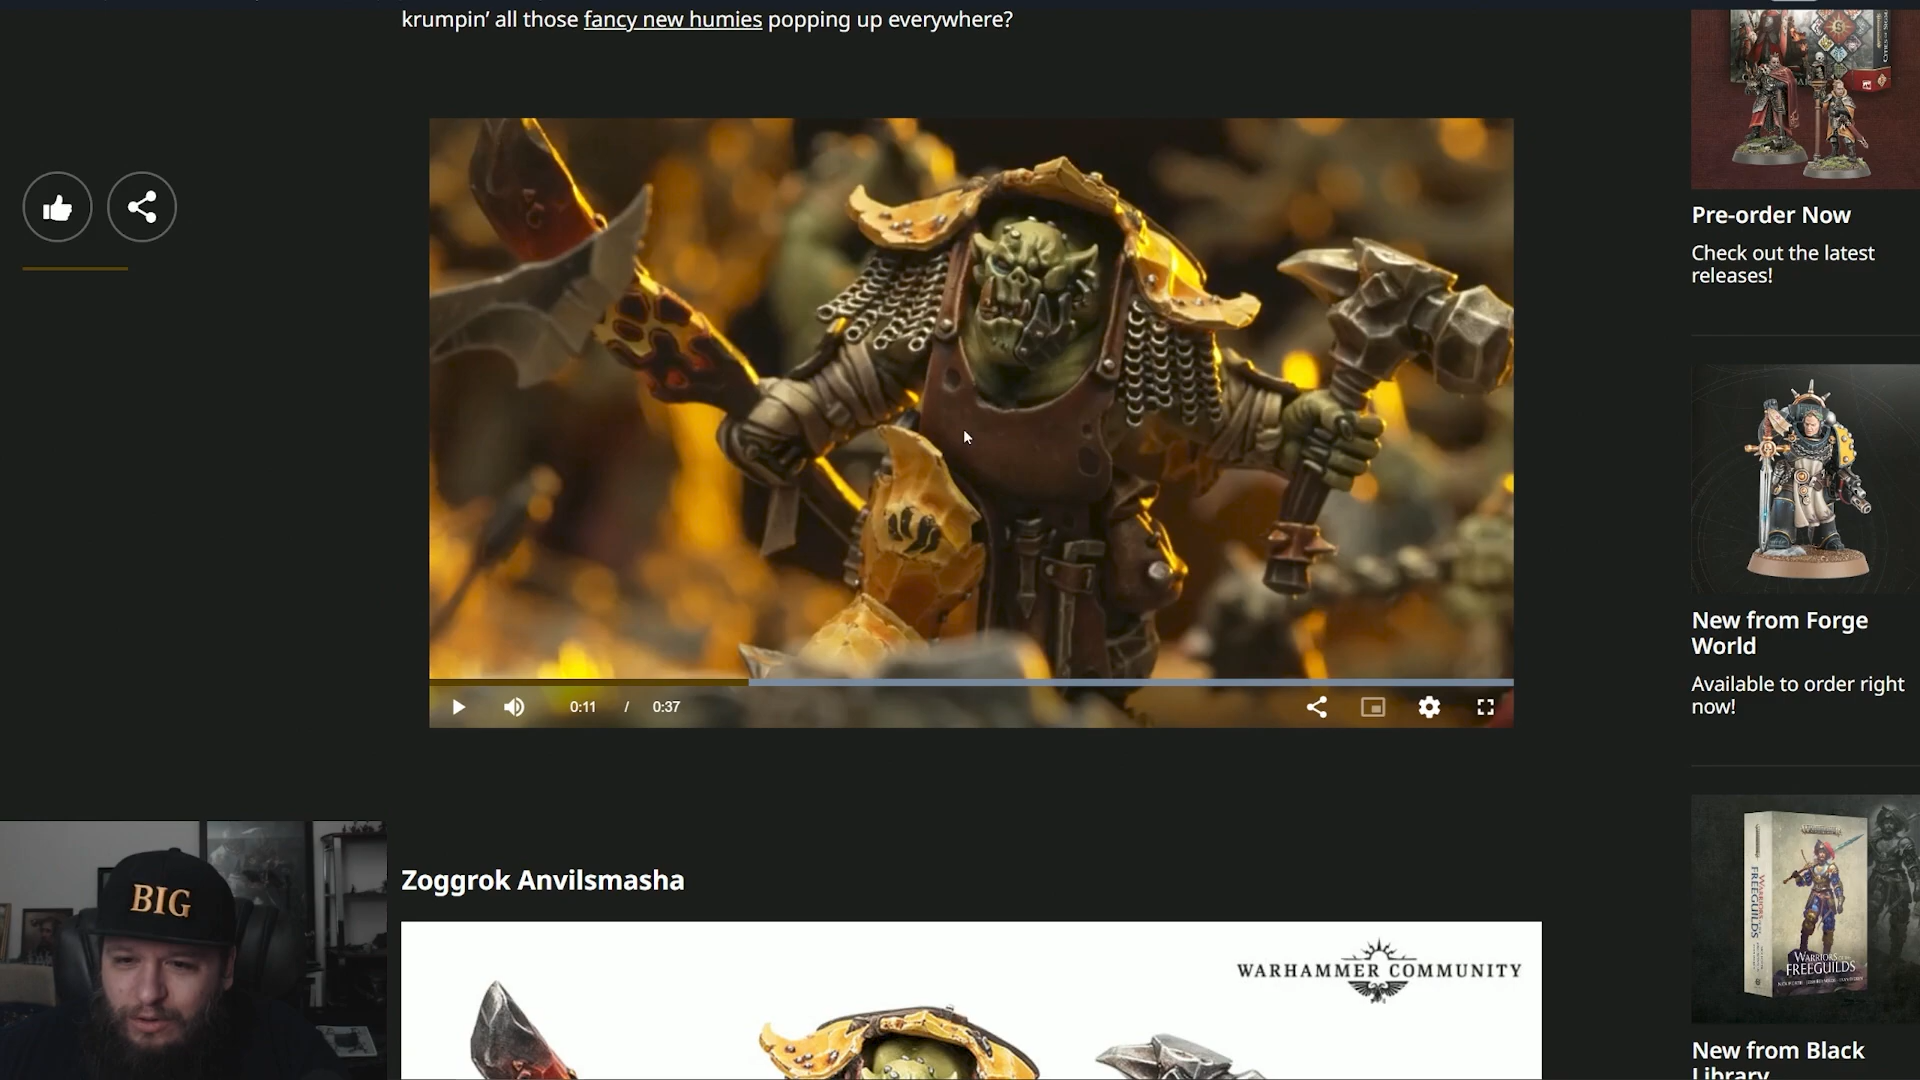 krumpin’ all those fancy new humies popping up everywhere?
Pre-order Now
Check out the latest
releases!
New from Forge
World
Available to order right
now!
0:11 / 0:37
BIG
Zoggrok Anvilsmasha
WARHAMMER COMMUNITY
WARRIORS
FREEGUILDS
WARRIORS
FREEGUILDS
New from Black
Library